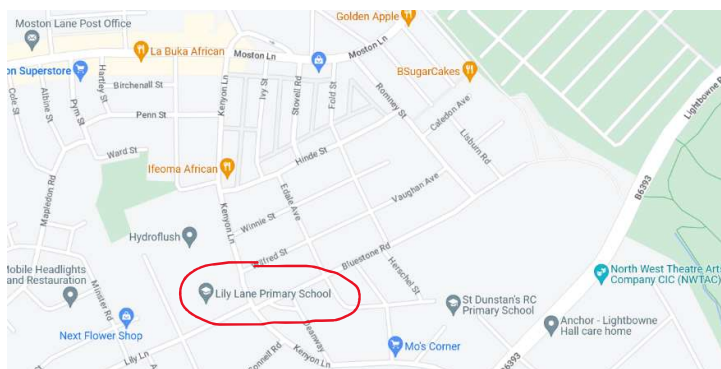 Golden Apple
Moston Lane Post Office
Moston Ln
La Buka African
Moston Ln
on Superstore
BSugarCakes
Birchenall St
Hartley St
Cole St
Albine St
Pym St
Kenyon Ln
Ivy St
Stovell Rd
Fold St
Romney St
Caledon Ave
Lightbowne Rd
Penn St
Lisburn Rd
Ward St
Hinde St
Ifeoma African
B6393
Mapledon Rd
Edale Ave
Vaughan Ave
Kenyon Ln
Winnie St
Hydroflush
Bluestone Rd
Mobile Headlights
and Restauration
Minster Rd
Herschel St
North West Theatre Arts
Company CIC (NWTAC)
Lily Lane Primary School
St Dunstan's RC
Primary School
Next Flower Shop
Deanway
Anchor - Lightbowne
Hall care home
Mo's Corner
Lily Ln
Kenyon Ln
B6393